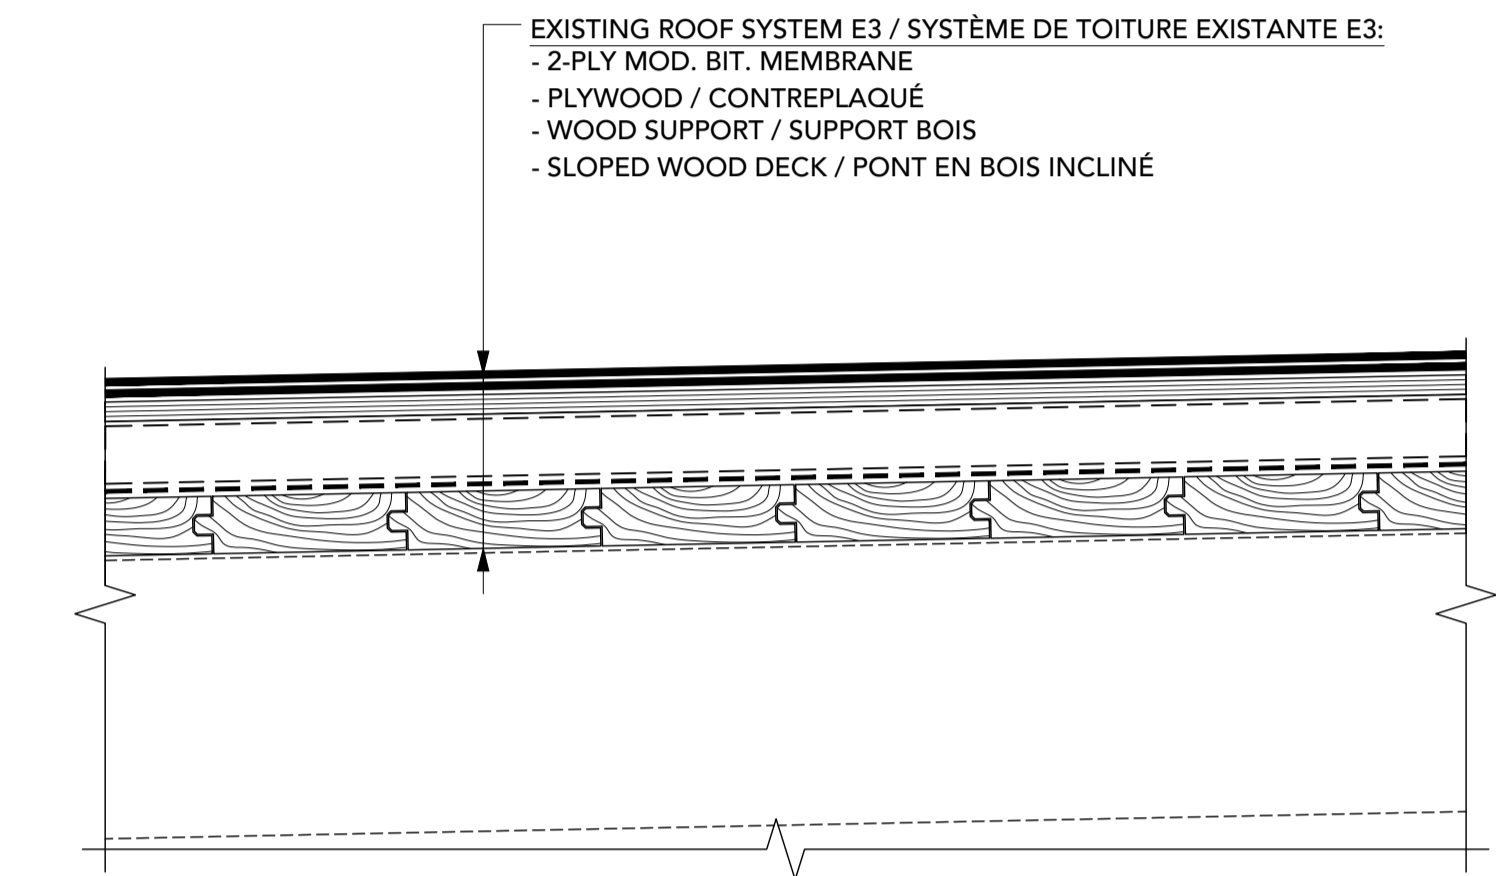 EXISTING ROOF SYSTEM E3 / SYSTÈME DE TOITURE EXISTANTE E3:
- 2-PLY MOD. BIT. MEMBRANE
- PLYWOOD / CONTREPLAQUÉ
- WOOD SUPPORT / SUPPORT BOIS
- SLOPED WOOD DECK / PONT EN BOIS INCLINÉ